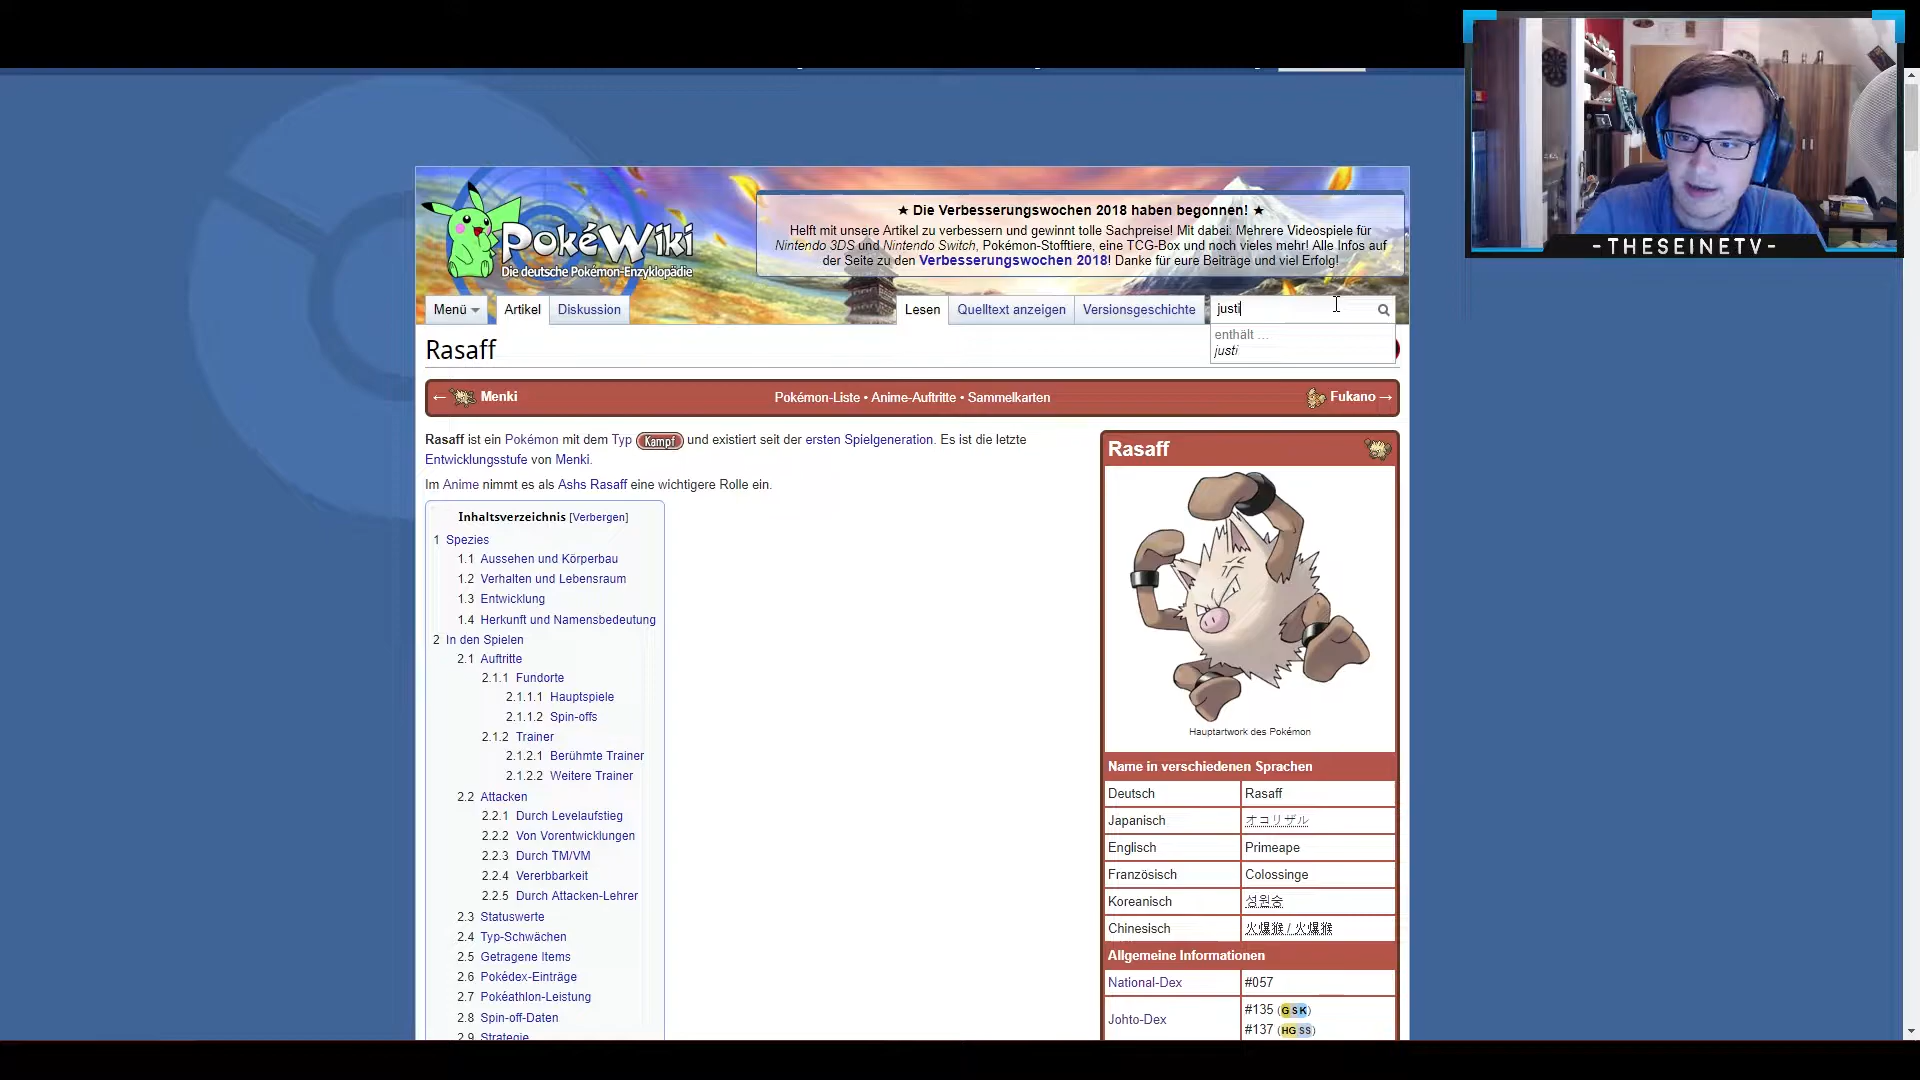 -THESEINETV-
PokéWiki
Die deutsche Pokémon-Enzyklopädie
★ Die Verbesserungswochen 2018 haben begonnen! ★
Helft mit unsere Artikel zu verbessern und gewinnt tolle Sachpreise! Mit dabei: Mehrere Videospiele für
Nintendo 3DS und Nintendo Switch, Pokémon-Stofftiere, eine TCG-Box und noch vieles mehr! Alle Infos auf
der Seite zu den Verbesserungswochen 2018! Danke für eure Beiträge und viel Erfolg!
Menü Artikel Diskussion Lesen Quelltext anzeigen Versionsgeschichte justi
enthält ...
justi
Rasaff
← Menki Pokémon-Liste • Anime-Auftritte • Sammelkarten Fukano →
Rasaff ist ein Pokémon mit dem Typ Kampf und existiert seit der ersten Spielgeneration. Es ist die letzte
Entwicklungsstufe von Menki.
Im Anime nimmt es als Ashs Rasaff eine wichtigere Rolle ein.
Inhaltsverzeichnis [Verbergen]
1 Spezies
1.1 Aussehen und Körperbau
1.2 Verhalten und Lebensraum
1.3 Entwicklung
1.4 Herkunft und Namensbedeutung
2 In den Spielen
2.1 Auftritte
2.1.1 Fundorte
2.1.1.1 Hauptspiele
2.1.1.2 Spin-offs
2.1.2 Trainer
2.1.2.1 Berühmte Trainer
2.1.2.2 Weitere Trainer
2.2 Attacken
2.2.1 Durch Levelaufstieg
2.2.2 Von Vorentwicklungen
2.2.3 Durch TM/VM
2.2.4 Vererbbarkeit
2.2.5 Durch Attacken-Lehrer
2.3 Statuswerte
2.4 Typ-Schwächen
2.5 Getragene Items
2.6 Pokédex-Einträge
2.7 Pokéathlon-Leistung
2.8 Spin-off-Daten
2.9 Strategie
Rasaff
Hauptartwork des Pokémon
Name in verschiedenen Sprachen
Deutsch Rasaff
Japanisch オコリザル
Englisch Primeape
Französisch Colossinge
Koreanisch 성원숭
Chinesisch 火爆猴 / 火爆猴
Allgemeine Informationen
National-Dex #057
Johto-Dex #135 (G S K)
#137 (HG SS)